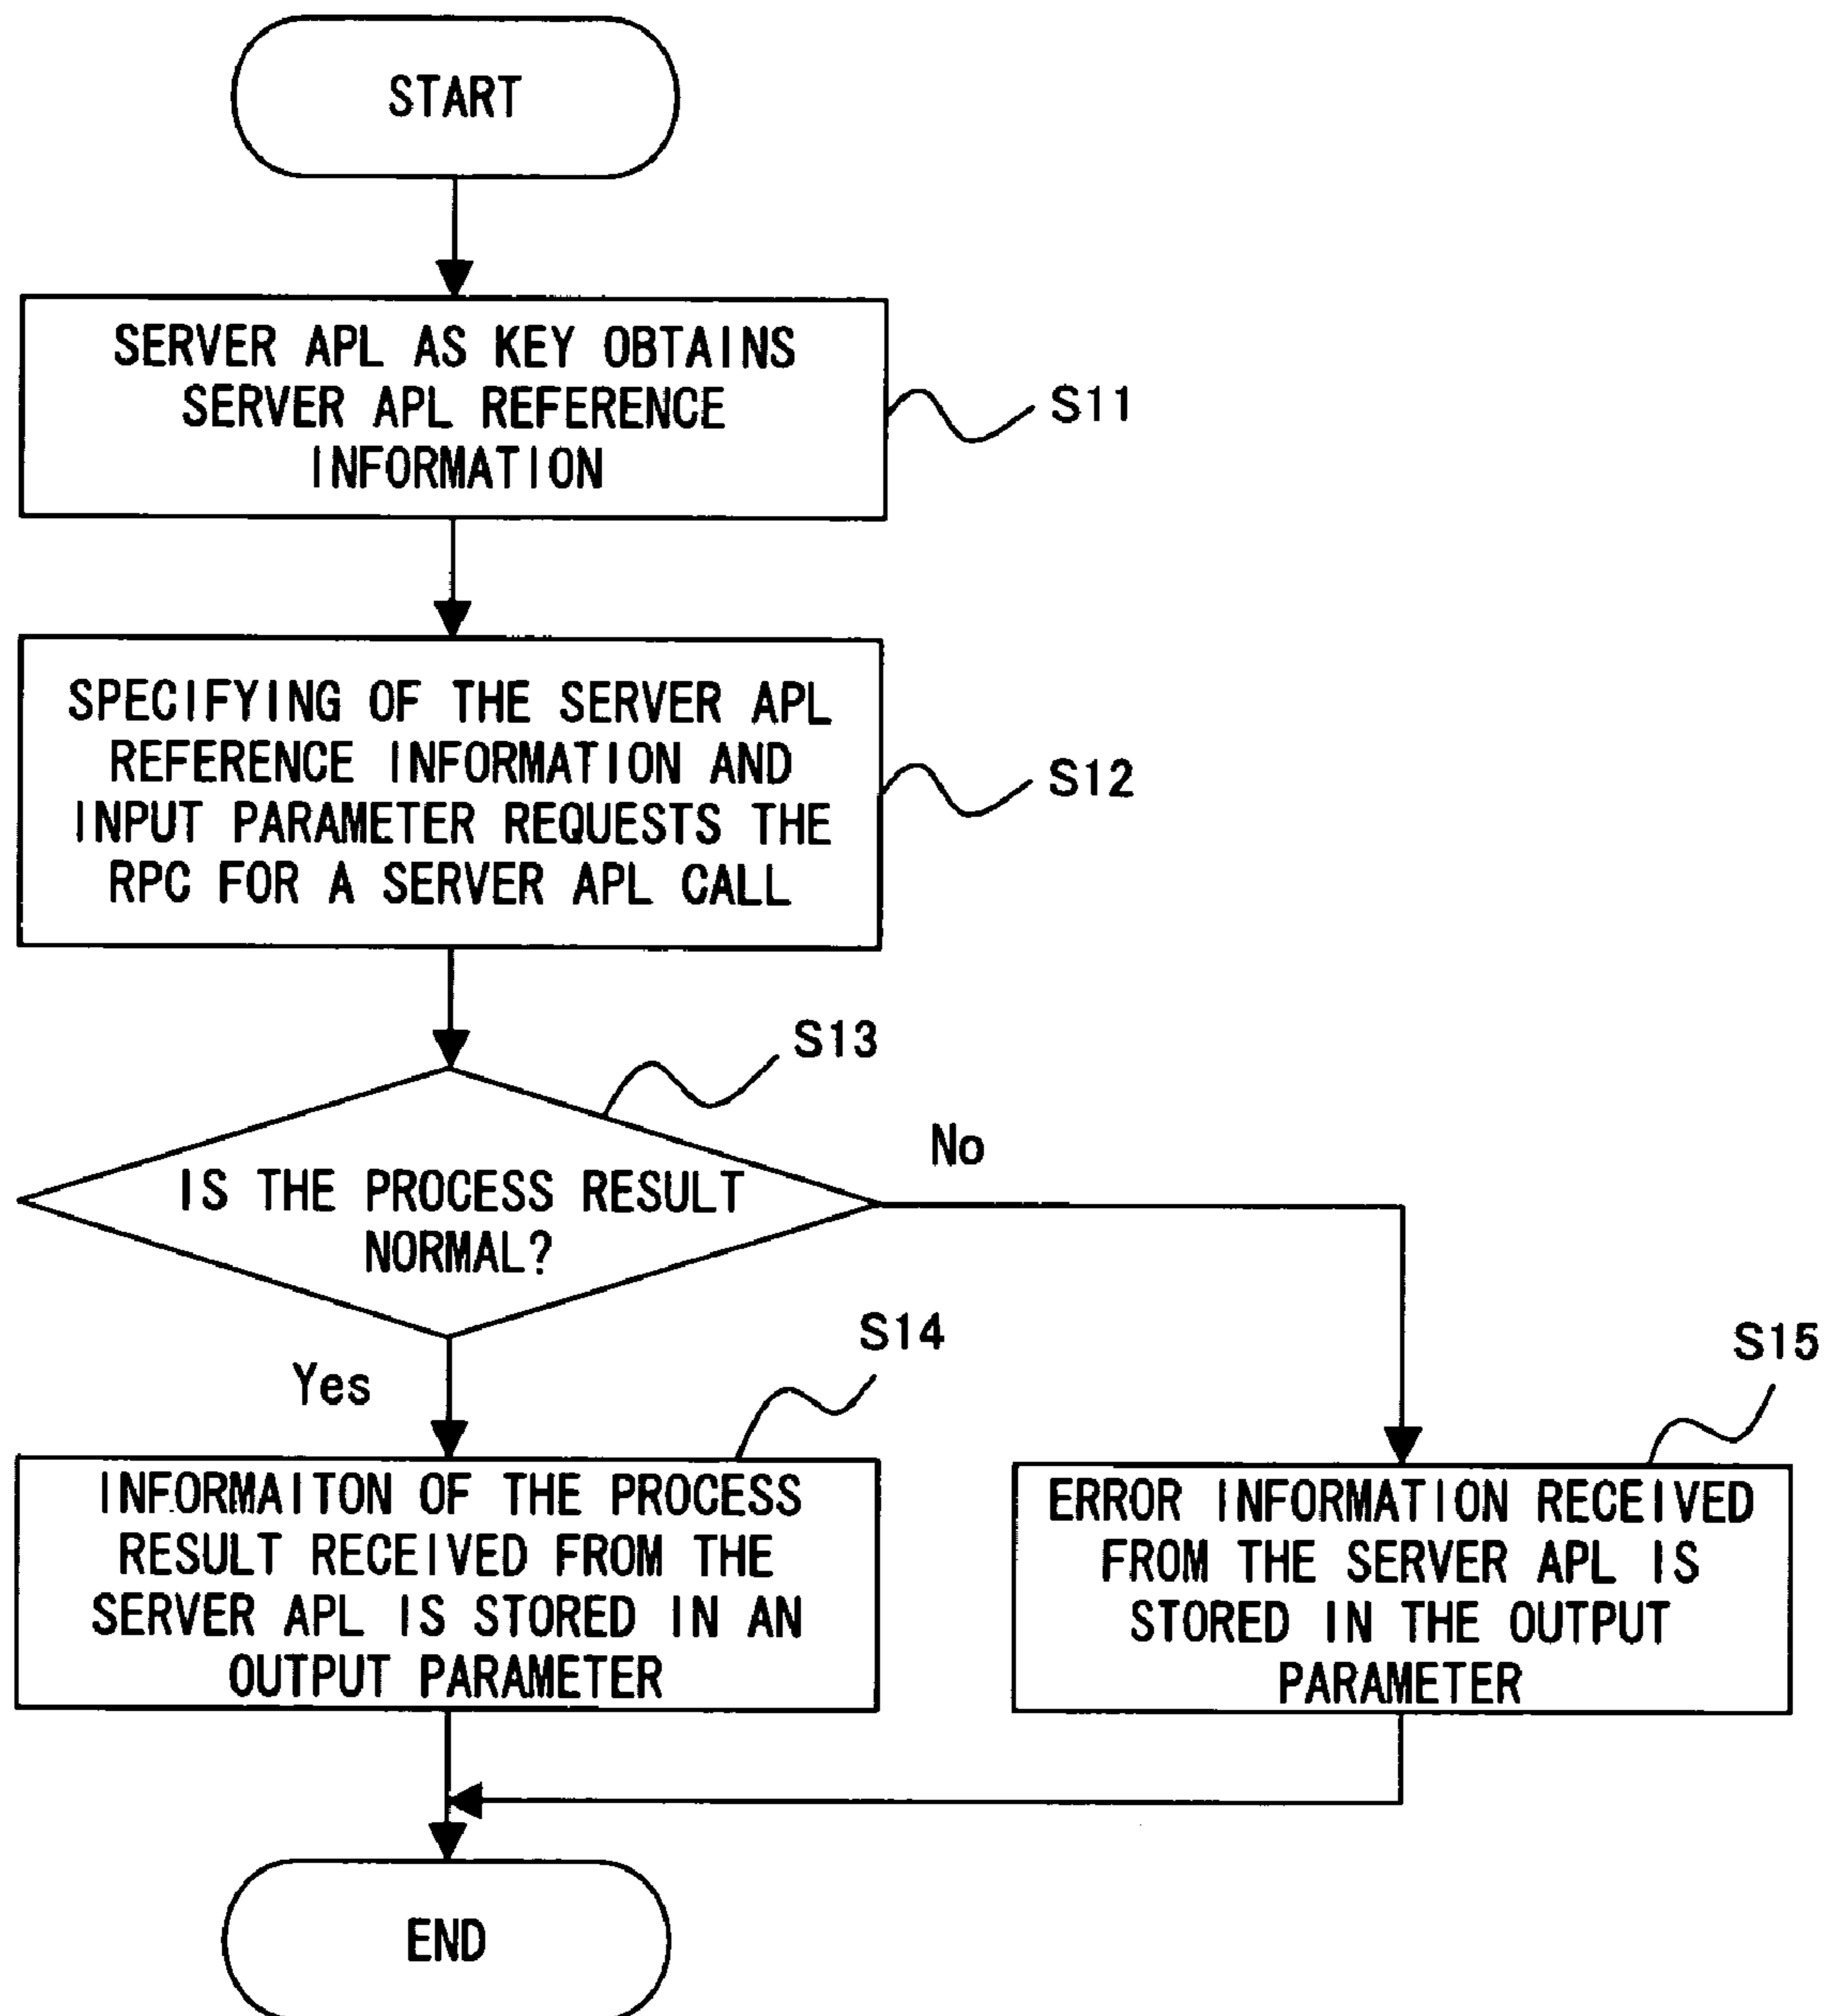 START
SERVER APL AS KEY OBTAINS
SERVER APL REFERENCE
INFORMATION
S11
SPECIFYING OF THE SERVER APL
REFERENCE INFORMATION AND
INPUT PARAMETER REQUESTS THE
RPC FOR A SERVER APL CALL
S12
S13
IS THE PROCESS RESULT
NORMAL?
No
Yes
S14
INFORMAITON OF THE PROCESS
RESULT RECEIVED FROM THE
SERVER APL IS STORED IN AN
OUTPUT PARAMETER
S15
ERROR INFORMATION RECEIVED
FROM THE SERVER APL IS
STORED IN THE OUTPUT
PARAMETER
END